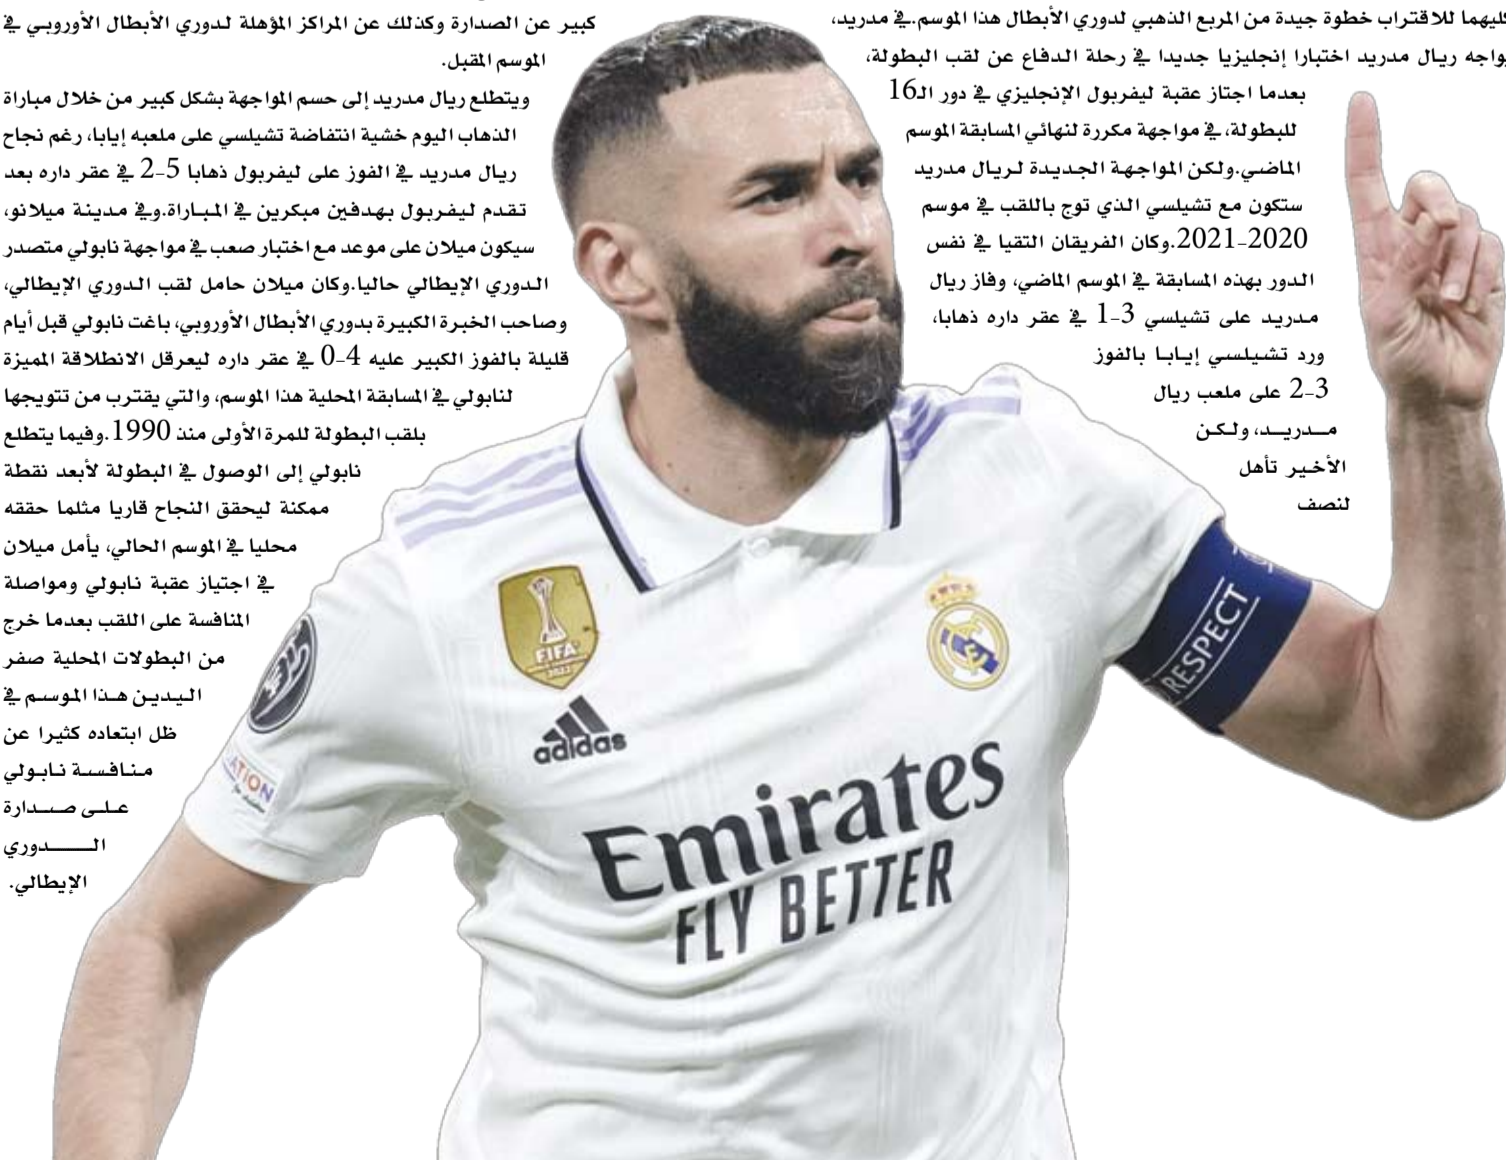 كليهما للاقتراب خطوة جيدة من المربع الذهبي لدوري الأبطال هذا الموسم.في مدريد،
يواجه ريال مدريد اختبارا إنجليزيا جديدا في رحلة الدفاع عن لقب البطولة،
بعدما اجتاز عقبة ليفربول الإنجليزي في دور الـ16
للبطولة، في مواجهة مكررة لنهائي المسابقة الموسم
الماضي.ولكن المواجهة الجديدة لريال مدريد
ستكون مع تشيلسي الذي توج باللقب في موسم
2020-2021.وكان الفريقان التقيا في نفس
الدور بهذه المسابقة في الموسم الماضي، وفاز ريال
مدريد على تشيلسي 3-1 في عقر داره ذهابا،
ورد تشيلسي إيابا بالفوز
3-2 على ملعب ريال
مدريد، ولكن
الأخير تأهل
لنصف
كبير عن الصدارة وكذلك عن المراكز المؤهلة لدوري الأبطال الأوروبي في
الموسم المقبل.
ويتطلع ريال مدريد إلى حسم المواجهة بشكل كبير من خلال مباراة
الذهاب اليوم خشية انتفاضة تشيلسي على ملعبه إيابا، رغم نجاح
ريال مدريد في الفوز على ليفربول ذهابا 5-2 في عقر داره بعد
تقدم ليفربول بهدفين مبكرين في المباراة.وفي مدينة ميلانو،
سيكون ميلان على موعد مع اختبار صعب في مواجهة نابولي متصدر
الدوري الإيطالي حاليا.وكان ميلان حامل لقب الدوري الإيطالي،
وصاحب الخبرة الكبيرة بدوري الأبطال الأوروبي، باغت نابولي قبل أيام
قليلة بالفوز الكبير عليه 4-0 في عقر داره ليعرقل الانطلاقة المميزة
لنابولي في المسابقة المحلية هذا الموسم، والتي يقترب من تتويجها
بلقب البطولة للمرة الأولى منذ 1990.وفيما يتطلع
نابولي إلى الوصول في البطولة لأبعد نقطة
ممكنة ليحقق النجاح قاريا مثلما حققه
محليا في الموسم الحالي، يأمل ميلان
في اجتياز عقبة نابولي ومواصلة
المنافسة على اللقب بعدما خرج
من البطولات المحلية صفر
اليدين هذا الموسم في
ظل ابتعاده كثيرا عن
منافسة نابولي
على صدارة
الدوري
الإيطالي.
FIFA
2022
adidas
Emirates
FLY BETTER
RESPECT
ATION